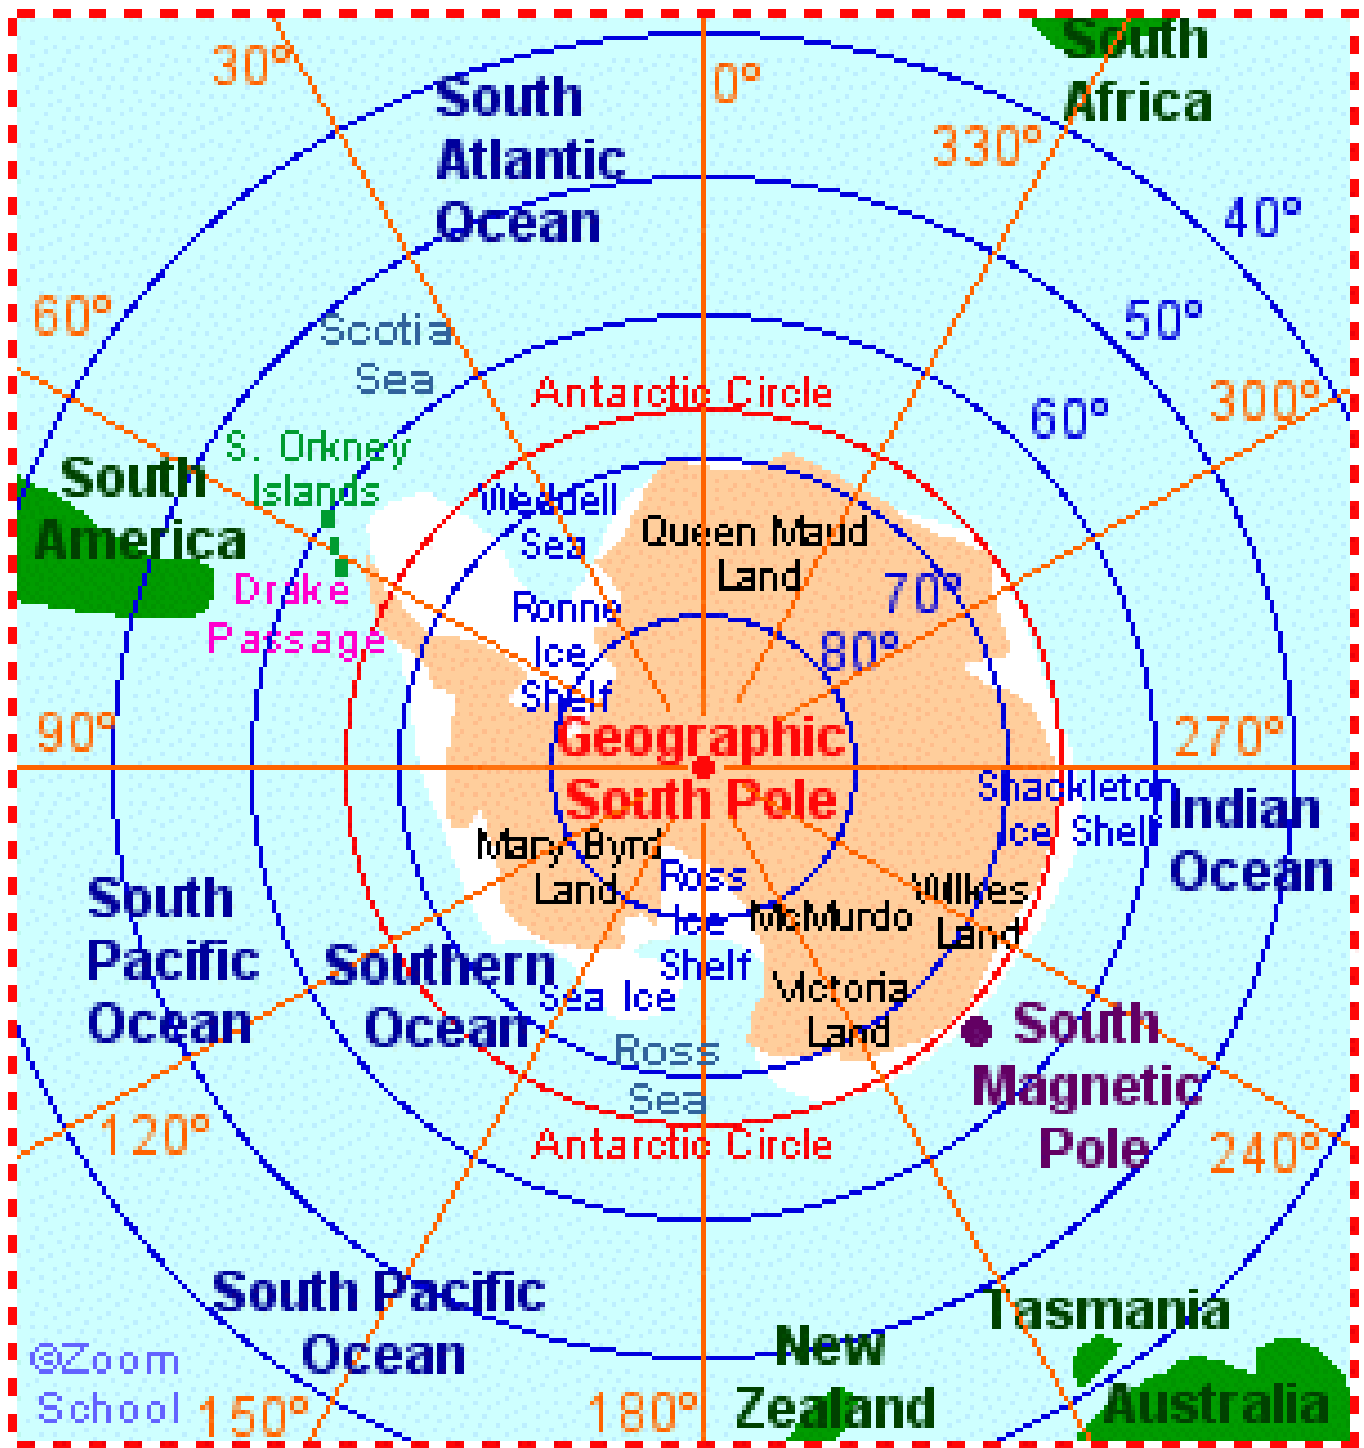 South
Africa
30°
0°
South
Atlantic
Ocean
330°
40°
60°
Scotia
Sea
50°
Antarctic Circle
300°
60°
S. Orkney
Islands
South
America
Weddell
Sea
Queen Maud
Land
Drake
Passage
Ronne
Ice
Shelf
70°
80°
90°
Geographic
South Pole
270°
Shackleton
Ice Shelf
Indian
Ocean
Mary Byrd
Land
Ross
Ice
Shelf
McMurdo
Wilkes
Land
South
Pacific
Ocean
Southern
Ocean
Sea Ice
Victoria
Land
Ross
Sea
South
Magnetic
Pole
120°
Antarctic Circle
240°
South Pacific
Ocean
Tasmania
New
Zealand
Australia
©Zoom
School
150°
180°